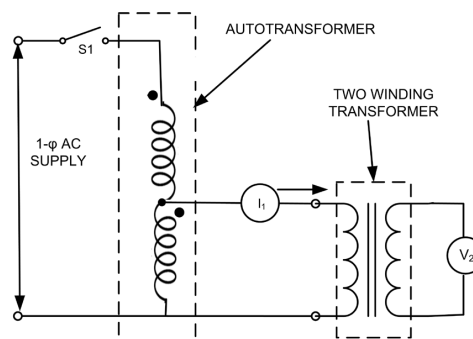 AUTOTRANSFORMER
S1
TWO WINDING
TRANSFORMER
1-φ AC
SUPPLY
I₁
V₂